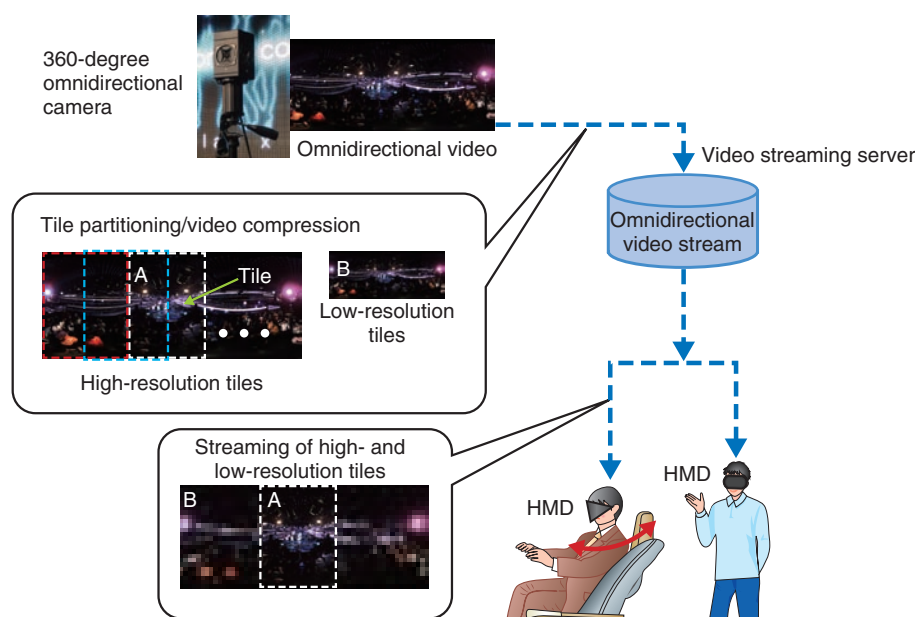 360-degree
omnidirectional
camera
Omnidirectional video
Video streaming server
Omnidirectional
video stream
Tile partitioning/video compression
A
Tile
B
Low-resolution
tiles
High-resolution tiles
Streaming of high- and
low-resolution tiles
B
A
HMD
HMD